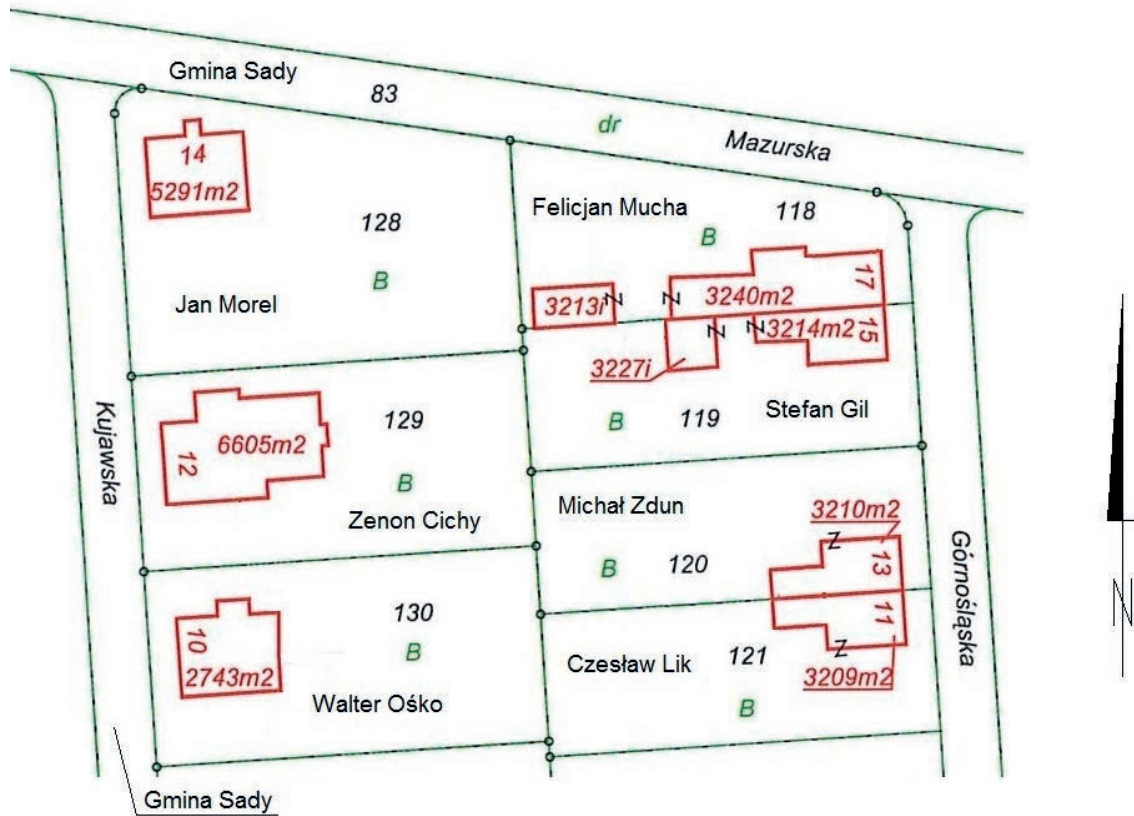 Gmina Sady
83
dr
Mazurska
14
5291m2
128
B
Jan Morel
Felicjan Mucha
118
B
3213i
Z
Z
3240m2
17
3227i
Z
Z
3214m2
15
B
119
Stefan Gil
Kujawska
12
6605m2
129
B
Zenon Cichy
Michał Zdun
B
120
3210m2
Z
13
Górnośląska
10
2743m2
130
B
Walter Ośko
Czesław Lik
121
B
11
Z
3209m2
Gmina Sady
N